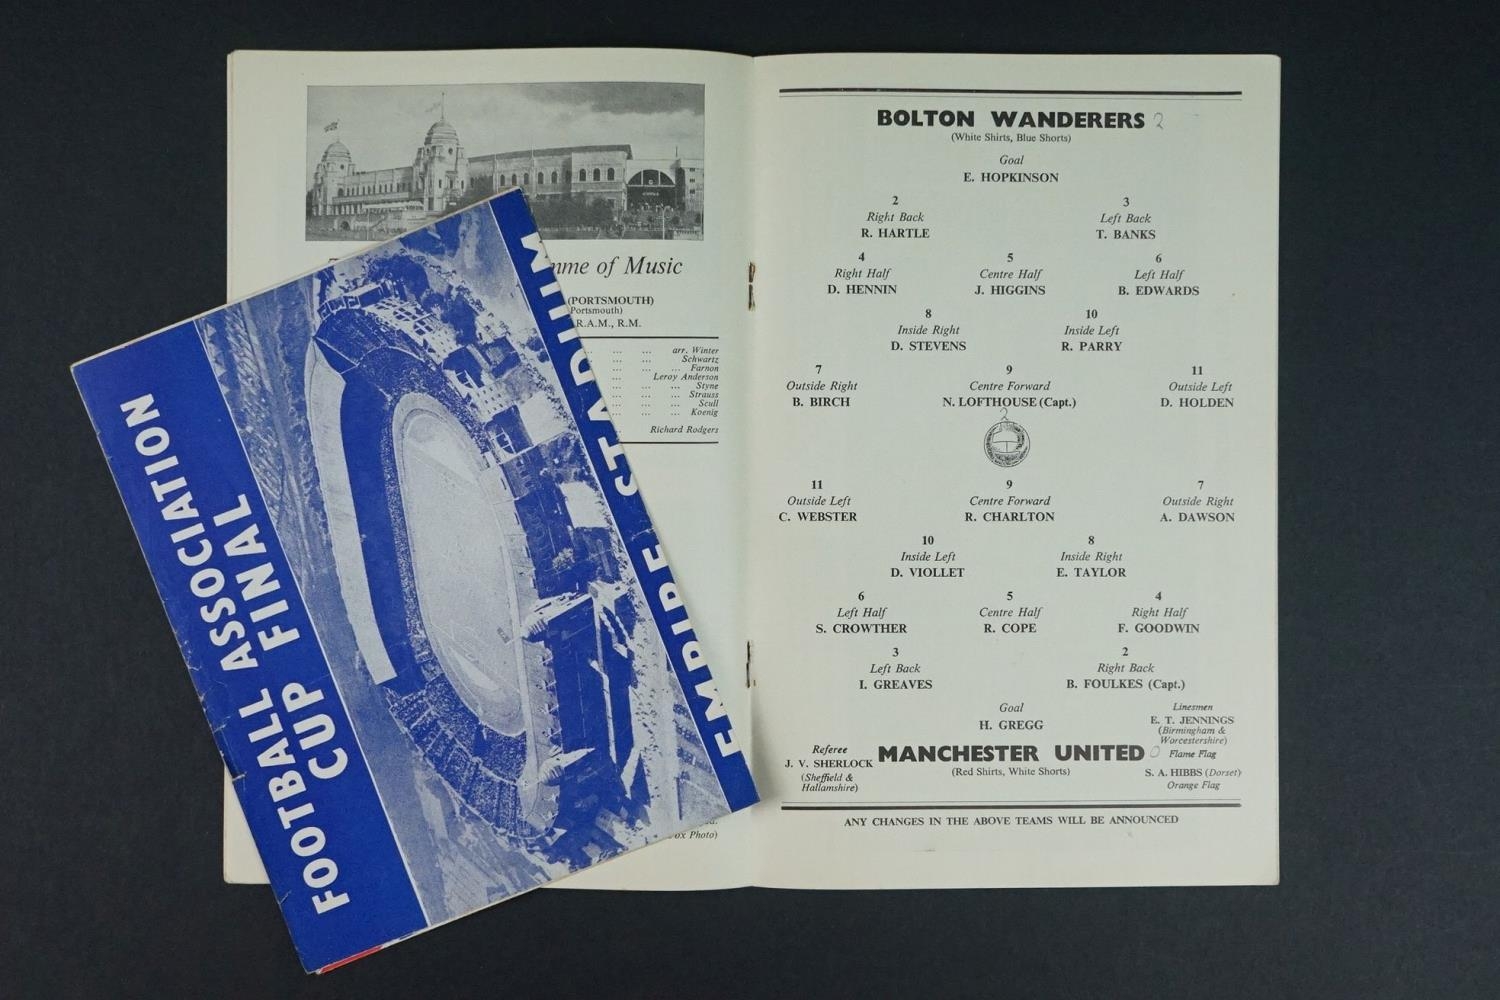 FOOTBALL ASSOCIATION
CUP FINAL
EMPIRE STADIUM
mme of Music
(PORTSMOUTH)
Portsmouth)
R.A.M., R.M.
... ... arr. Winter
... ... Schwartz
... ... ... Farnon
... Leroy Anderson
... ... ... Styne
... ... ... Strauss
... ... ... Scull
... ... ... Koenig
Richard Rodgers
ox Photo)
BOLTON WANDERERS 2
(White Shirts, Blue Shorts)
Goal
E. HOPKINSON
2 3
Right Back Left Back
R. HARTLE T. BANKS
4 5 6
Right Half Centre Half Left Half
D. HENNIN J. HIGGINS B. EDWARDS
8 10
Inside Right Inside Left
D. STEVENS R. PARRY
7 9 11
Outside Right Centre Forward Outside Left
B. BIRCH N. LOFTHOUSE (Capt.) D. HOLDEN
11 9 7
Outside Left Centre Forward Outside Right
C. WEBSTER R. CHARLTON A. DAWSON
10 8
Inside Left Inside Right
D. VIOLLET E. TAYLOR
6 5 4
Left Half Centre Half Right Half
S. CROWTHER R. COPE F. GOODWIN
3 2
Left Back Right Back
I. GREAVES B. FOULKES (Capt.)
Goal
H. GREGG
Linesmen
E. T. JENNINGS
(Birmingham &
Worcestershire)
Flame Flag
S. A. HIBBS (Dorset)
Orange Flag
Referee
J. V. SHERLOCK
(Sheffield &
Hallamshire)
MANCHESTER UNITED 0
(Red Shirts, White Shorts)
ANY CHANGES IN THE ABOVE TEAMS WILL BE ANNOUNCED